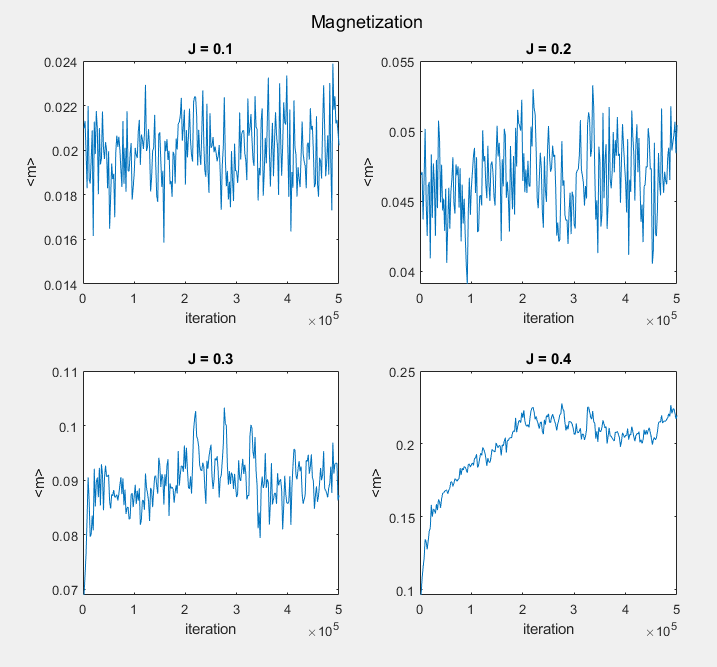 Magnetization
J = 0.1
0.024
0.022
0.02
0.018
0.016
0.014
<m>
0 1 2 3 4 5
iteration
×10^5
J = 0.2
0.055
0.05
0.045
0.04
<m>
0 1 2 3 4 5
iteration
×10^5
J = 0.3
0.11
0.1
0.09
0.08
0.07
<m>
0 1 2 3 4 5
iteration
×10^5
J = 0.4
0.25
0.2
0.15
0.1
<m>
0 1 2 3 4 5
iteration
×10^5